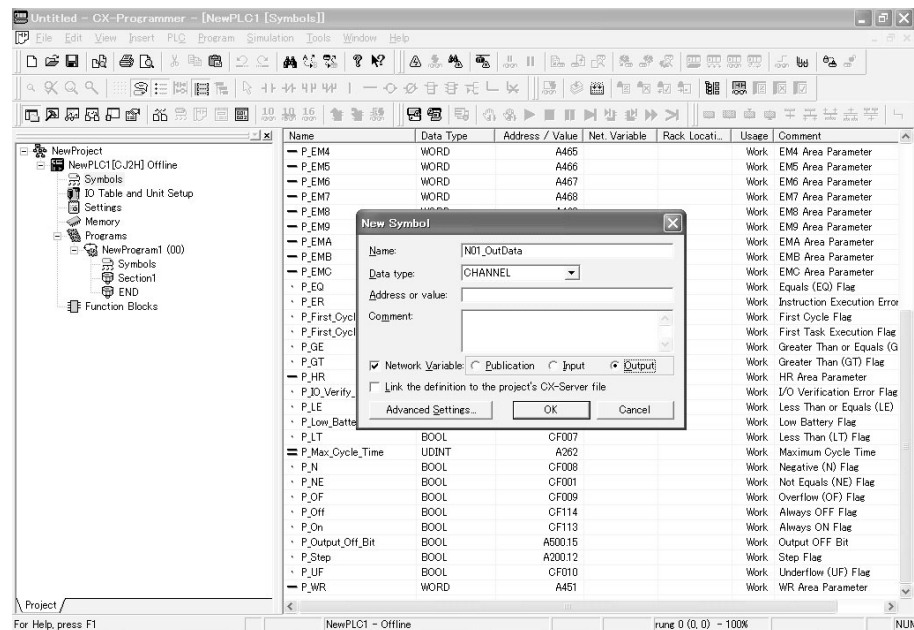 Untitled - CX-Programmer - [NewPLC1 [Symbols]]
File Edit View Insert PLC Program Simulation Tools Window Help
Name Data Type Address / Value Net. Variable Rack Locati... Usage Comment
NewProject
NewPLC1[CJ2H] Offline
Symbols
IO Table and Unit Setup
Settings
Memory
Programs
NewProgram1 (00)
Symbols
Section1
END
Function Blocks
P_EM4 WORD A465 Work EM4 Area Parameter
P_EM5 WORD A466 Work EM5 Area Parameter
P_EM6 WORD A467 Work EM6 Area Parameter
P_EM7 WORD A468 Work EM7 Area Parameter
P_EM8 Work EM8 Area Parameter
P_EM9 Work EM9 Area Parameter
P_EMA Work EMA Area Parameter
P_EMB Work EMB Area Parameter
P_EMC Work EMC Area Parameter
P_EQ Work Equals (EQ) Flag
P_ER Work Instruction Execution Error
P_First_Cycl Work First Cycle Flag
P_First_Cycl Work First Task Execution Flag
P_GE Work Greater Than or Equals (G
P_GT Work Greater Than (GT) Flag
P_HR Work HR Area Parameter
P_IO_Verify_ Work I/O Verification Error Flag
P_LE Work Less Than or Equals (LE)
P_Low_Batte Work Low Battery Flag
P_LT BOOL CF007 Work Less Than (LT) Flag
P_Max_Cycle_Time UDINT A262 Work Maximum Cycle Time
P_N BOOL CF008 Work Negative (N) Flag
P_NE BOOL CF001 Work Not Equals (NE) Flag
P_OF BOOL CF009 Work Overflow (OF) Flag
P_Off BOOL CF114 Work Always OFF Flag
P_On BOOL CF113 Work Always ON Flag
P_Output_Off_Bit BOOL A500.15 Work Output OFF Bit
P_Step BOOL A200.12 Work Step Flag
P_UF BOOL CF010 Work Underflow (UF) Flag
P_WR WORD A451 Work WR Area Parameter
New Symbol
Name: N01_OutData
Data type: CHANNEL
Address or value:
Comment:
Network Variable: Publication Input Output
Link the definition to the project's CX-Server file
Advanced Settings... OK Cancel
Project
For Help, press F1 NewPLC1 - Offline rung 0 (0, 0) - 100% NUM